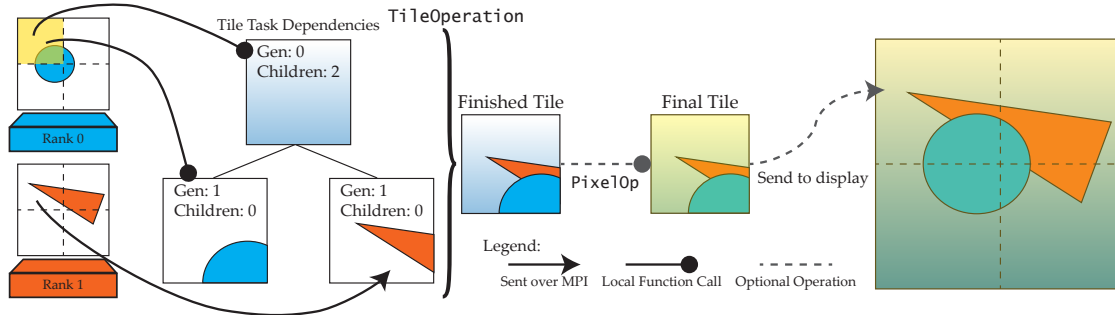 TileOperation
Tile Task Dependencies
Gen: 0
Children: 2
Rank 0
Gen: 1
Children: 0
Gen: 1
Children: 0
Rank 1
Finished Tile
PixelOp
Final Tile
Send to display
Legend:
Sent over MPI
Local Function Call
Optional Operation